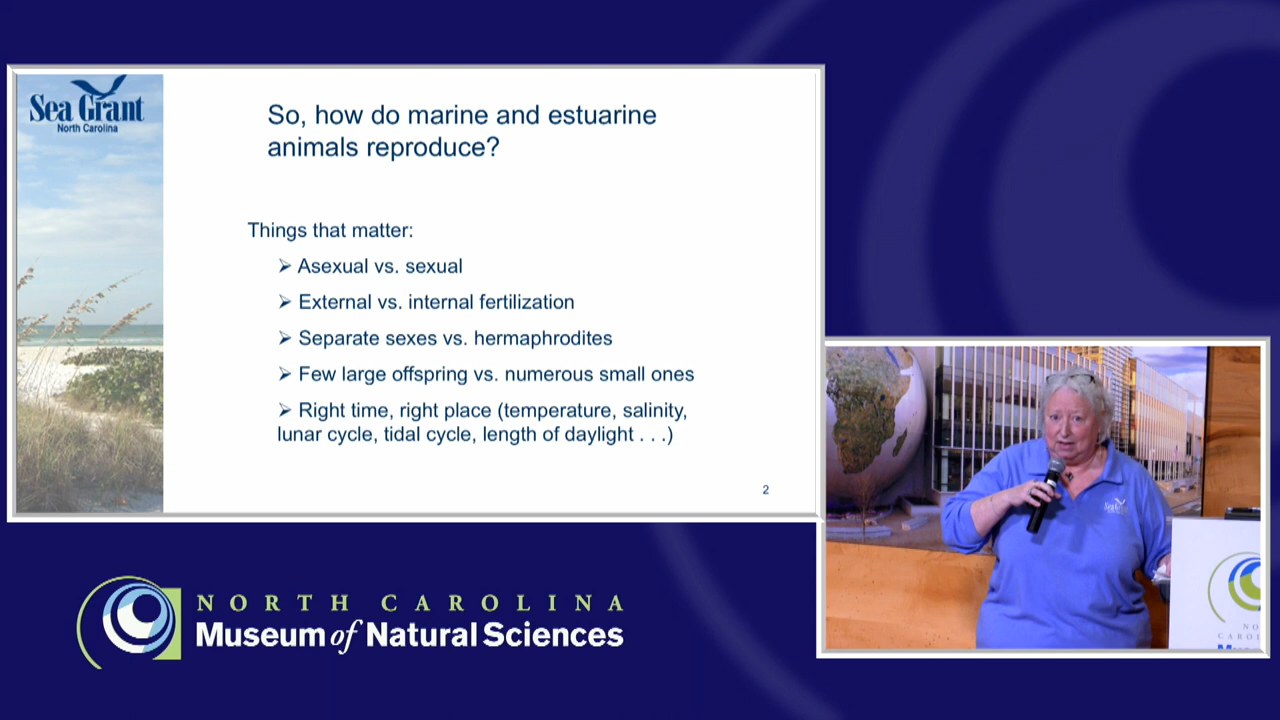 Sea Grant
North Carolina
So, how do marine and estuarine
animals reproduce?
Things that matter:
➢ Asexual vs. sexual
➢ External vs. internal fertilization
➢ Separate sexes vs. hermaphrodites
➢ Few large offspring vs. numerous small ones
➢ Right time, right place (temperature, salinity,
lunar cycle, tidal cycle, length of daylight . . .)
2
NORTH CAROLINA
Museum of Natural Sciences
Sea Grant